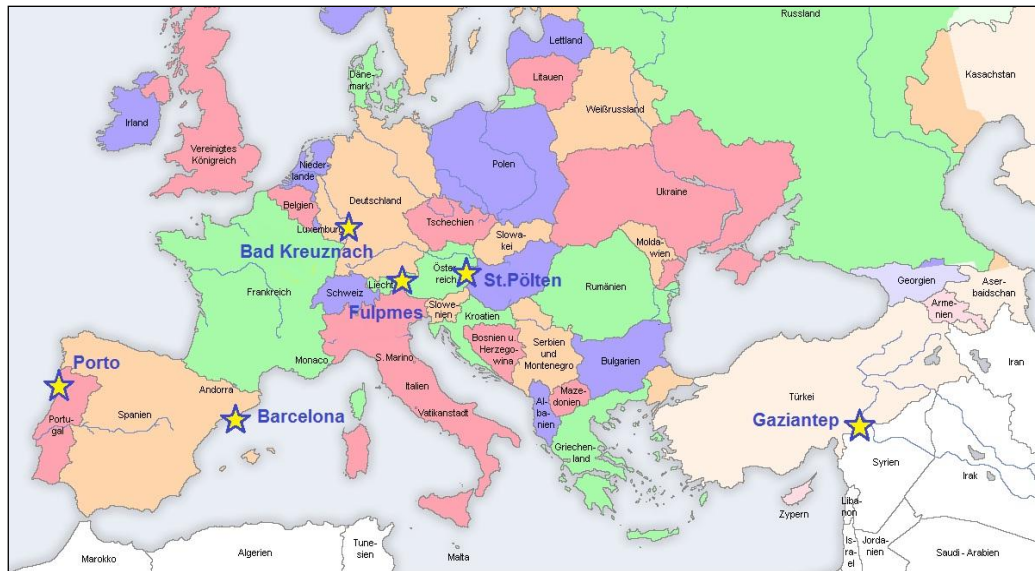 Russland
Lettland
Kasachstan
Däne-
mark
Litauen
Weißrussland
Irland
Vereinigtes
Königreich
Nieder-
lande
Polen
Ukraine
Belgien
Deutschland
Tschechien
Luxemburg
Bad Kreuznach
Slowa-
kei
Molda-
wien
Öster-
reich
St.Pölten
Liecht
Schweiz
Fulpmes
Frankreich
Rumänien
Georgien
Aser-
baidschan
Arme-
nien
Slowe-
nien
Kroatien
Bosnien u.
Herzego-
wina
Serbien
und
Montenegro
Monaco
S. Marino
Bulgarien
Iran
Porto
Andorra
Italien
Al-
ba-
nien
Maze-
donien
Türkei
Portu-
gal
Spanien
Barcelona
Vatikanstadt
Gaziantep
Griechen-
land
Syrien
Irak
Zypern
Liba-
non
Marokko
Algerien
Tune-
sien
Malta
Is-
ra-
el
Jorda-
nien
Saudi - Arabien